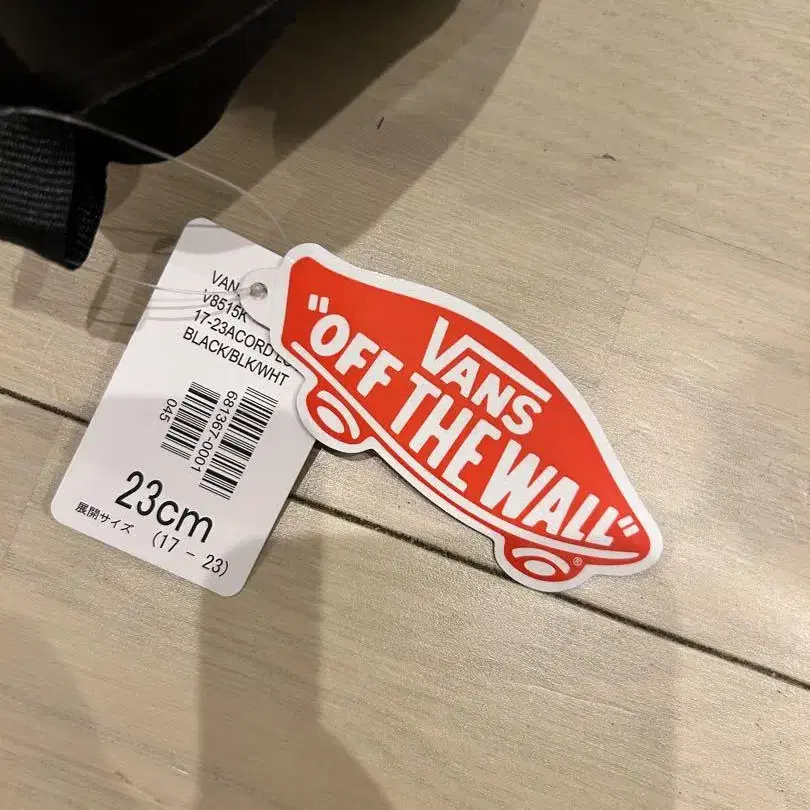 V8515K
17-23ACORD
BLACK/BLK/WHT
681367-0001
045
23cm
展開サイズ (17 - 23)
VANS
"OFF THE WALL"
®